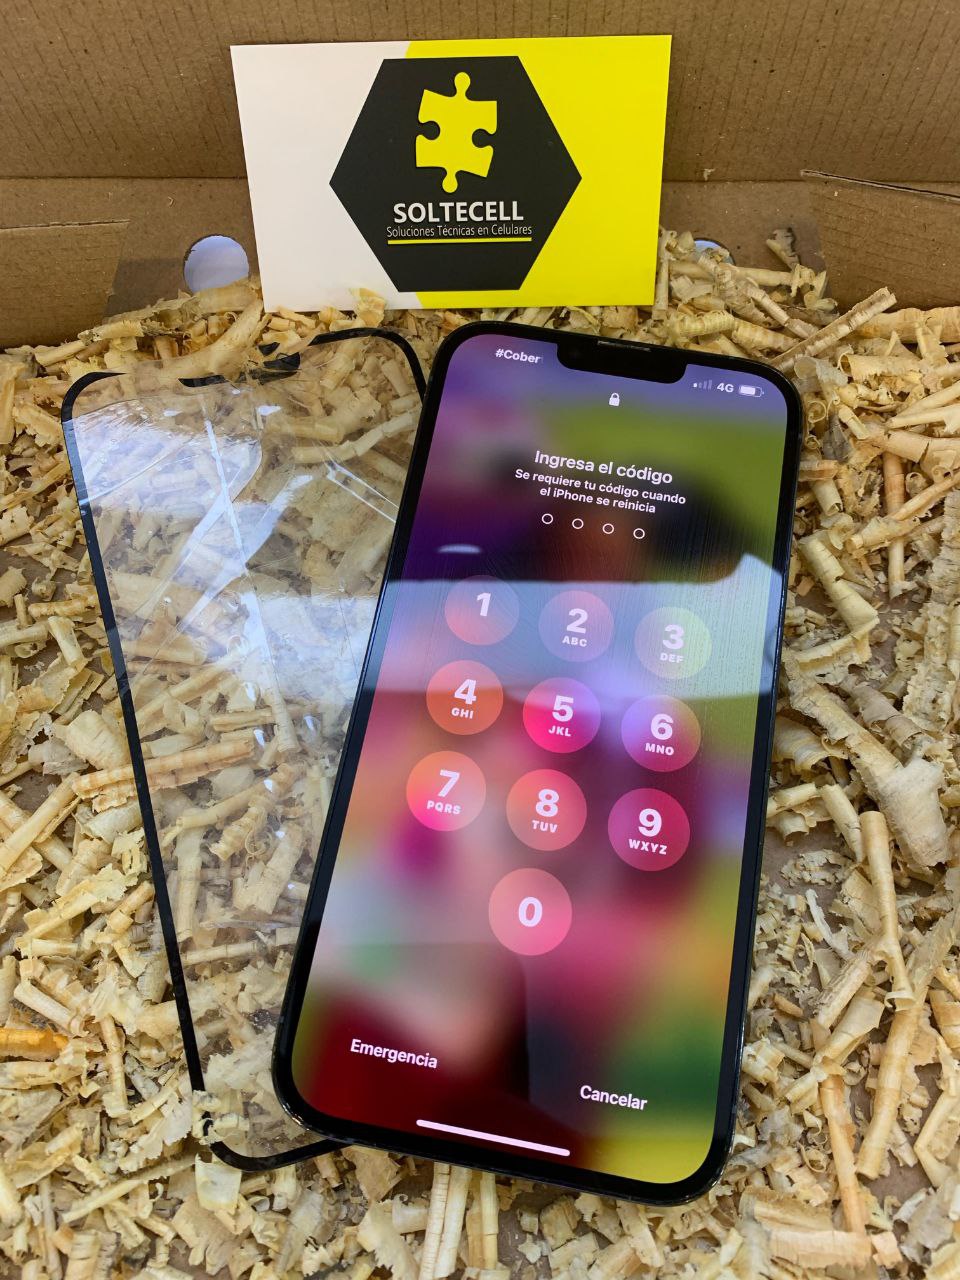 SOLTECELL
Soluciones Técnicas en Celulares
#Cober
4G
Ingresa el código
Se requiere tu código cuando
el iPhone se reinicia
1
2
ABC
3
DEF
4
GHI
5
JKL
6
MNO
7
PQRS
8
TUV
9
WXYZ
0
Emergencia
Cancelar